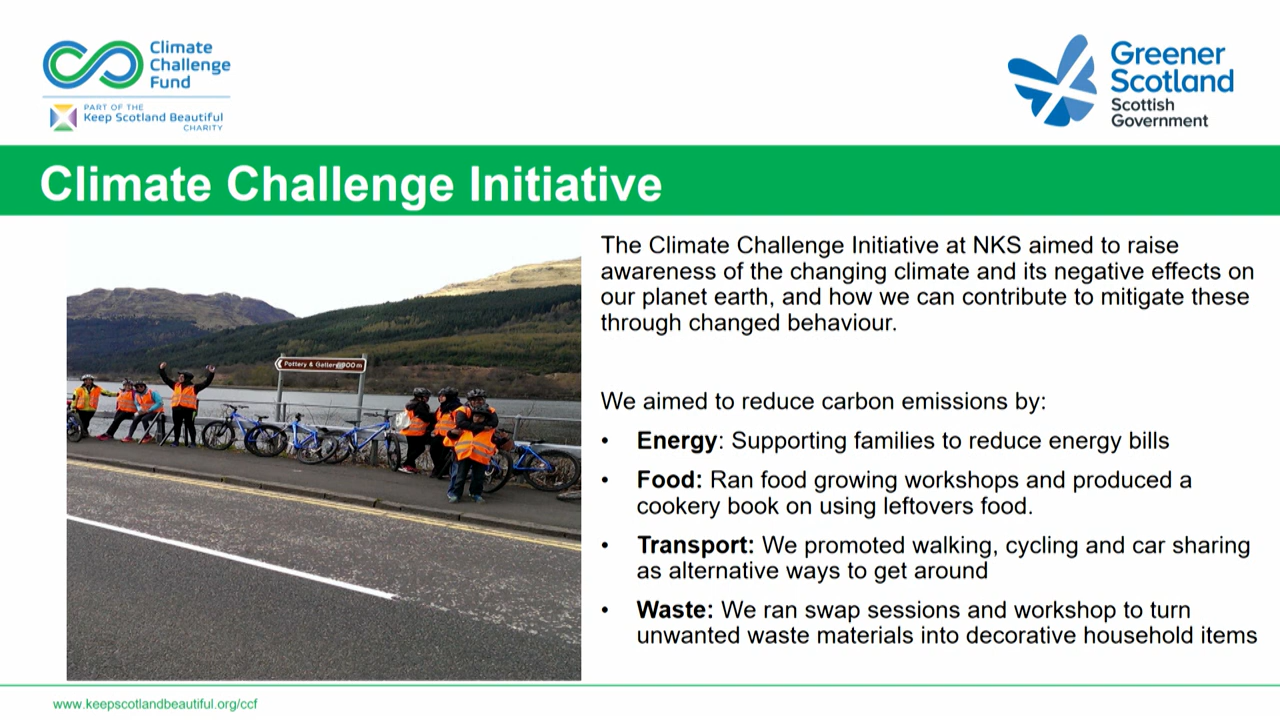 Climate
Challenge
Fund
PART OF THE
Keep Scotland Beautiful
CHARITY
Greener
Scotland
Scottish
Government
Climate Challenge Initiative
Pottery & Gallery 900m
The Climate Challenge Initiative at NKS aimed to raise
awareness of the changing climate and its negative effects on
our planet earth, and how we can contribute to mitigate these
through changed behaviour.
We aimed to reduce carbon emissions by:
• Energy: Supporting families to reduce energy bills
• Food: Ran food growing workshops and produced a
cookery book on using leftovers food.
• Transport: We promoted walking, cycling and car sharing
as alternative ways to get around
• Waste: We ran swap sessions and workshop to turn
unwanted waste materials into decorative household items
www.keepscotlandbeautiful.org/ccf